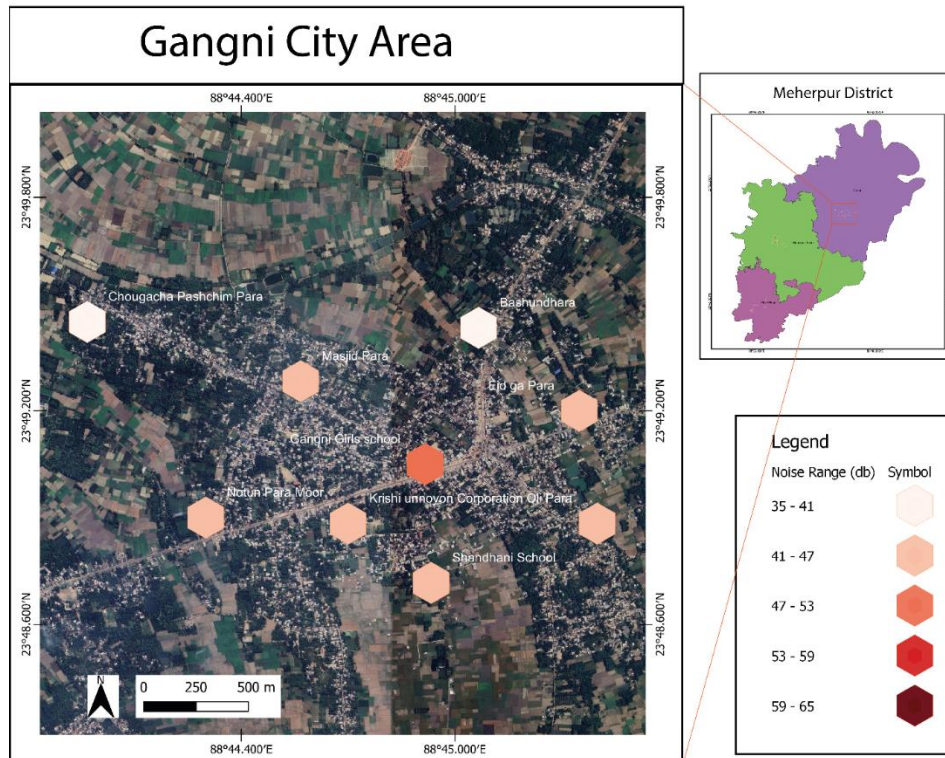 Gangni City Area
88°44.400'E
88°45.000'E
23°49.800'N
23°49.200'N
23°48.600'N
23°49.800'N
23°49.200'N
23°48.600'N
Chougacha Pashchim Para
Bashundhara
Masjid Para
Ejd ga Para
Gangni Girls school
Notun Para Moor
Krishi unnoyon Corporation Oli Para
Shandhani School
N
0 250 500 m
88°44.400'E
88°45.000'E
Meherpur District
Legend
Noise Range (db) Symbol
35 - 41
41 - 47
47 - 53
53 - 59
59 - 65